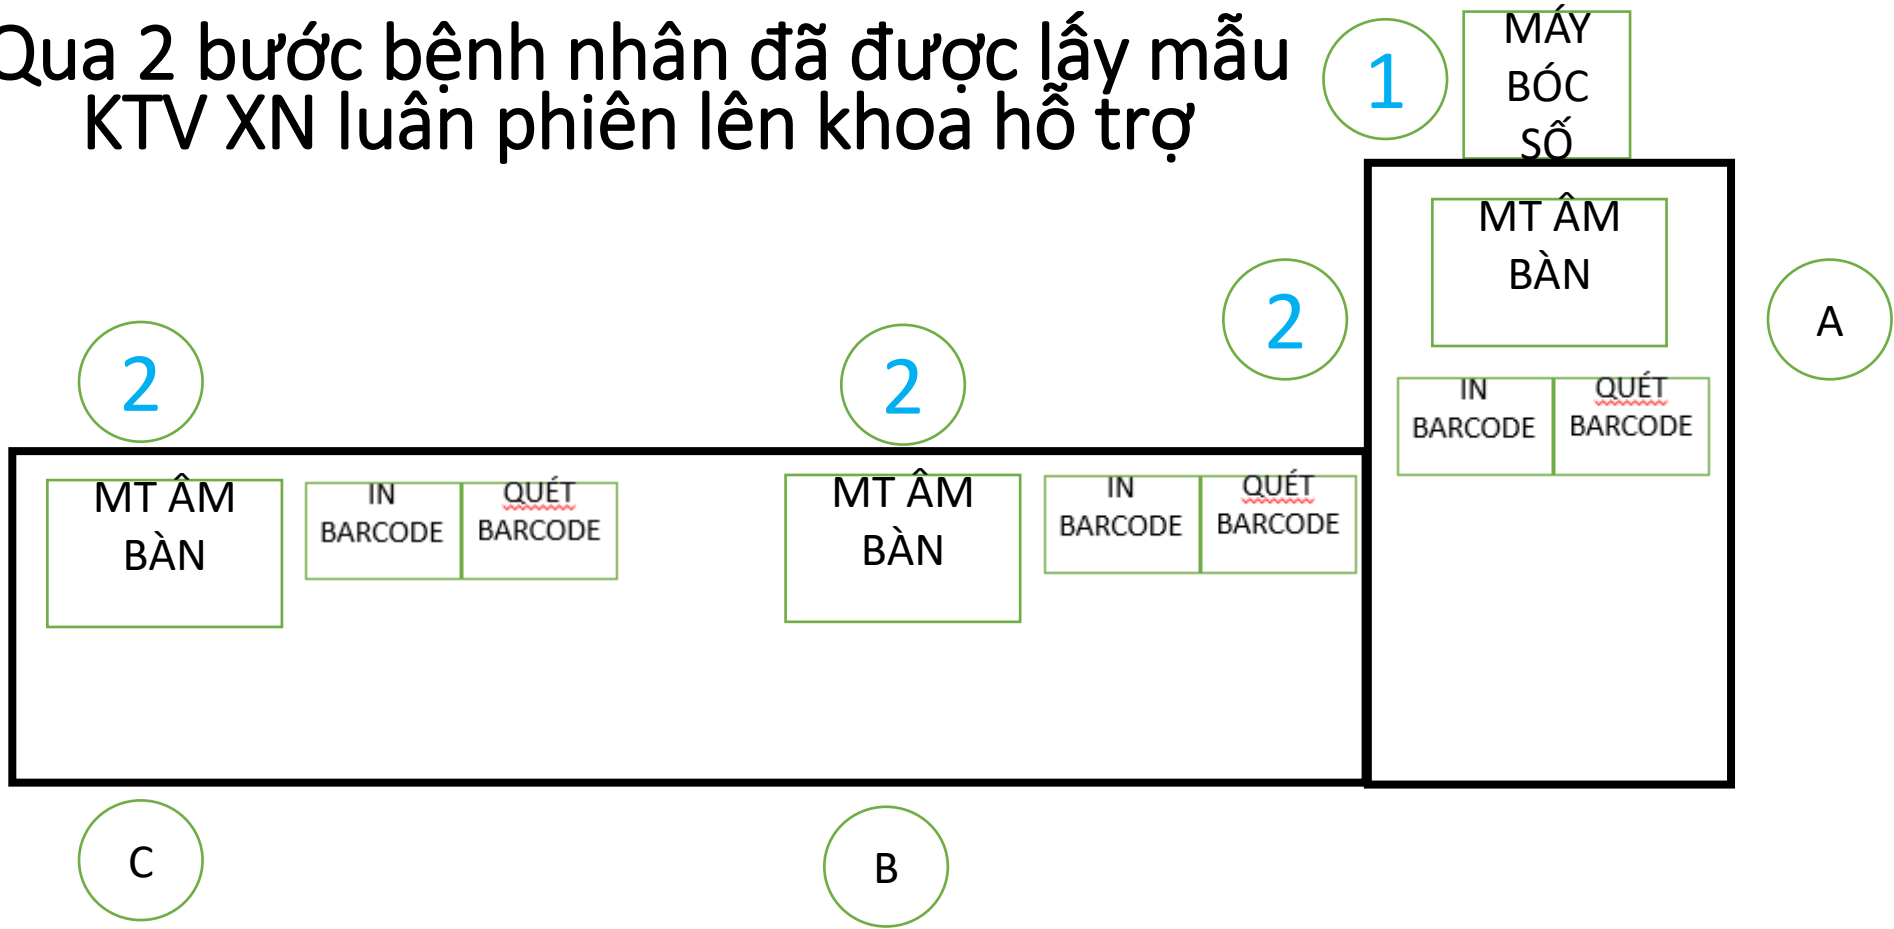 Qua 2 bước bệnh nhân đã được lấy mẫu
KTV XN luân phiên lên khoa hỗ trợ
1
MÁY
BÓC
SỐ
MT ÂM
BÀN
2
A
IN
BARCODE
QUÉT
BARCODE
2
2
MT ÂM
BÀN
IN
BARCODE
QUÉT
BARCODE
MT ÂM
BÀN
IN
BARCODE
QUÉT
BARCODE
C
B